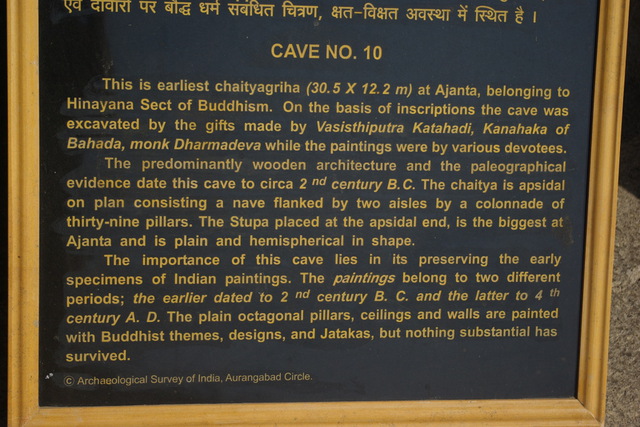 एवं दीवारों पर बौद्ध धर्म संबंधित चित्रण, क्षत-विक्षत अवस्था में स्थित है ।
CAVE NO. 10
This is earliest chaityagriha (30.5 X 12.2 m) at Ajanta, belonging to
Hinayana Sect of Buddhism. On the basis of inscriptions the cave was
excavated by the gifts made by Vasisthiputra Katahadi, Kanahaka of
Bahada, monk Dharmadeva while the paintings were by various devotees.
The predominantly wooden architecture and the paleographical
evidence date this cave to circa 2 nd century B.C. The chaitya is apsidal
on plan consisting a nave flanked by two aisles by a colonnade of
thirty-nine pillars. The Stupa placed at the apsidal end, is the biggest at
Ajanta and is plain and hemispherical in shape.
The importance of this cave lies in its preserving the early
specimens of Indian paintings. The paintings belong to two different
periods; the earlier dated to 2 nd century B. C. and the latter to 4 th
century A. D. The plain octagonal pillars, ceilings and walls are painted
with Buddhist themes, designs, and Jatakas, but nothing substantial has
survived.
© Archaeological Survey of India, Aurangabad Circle.